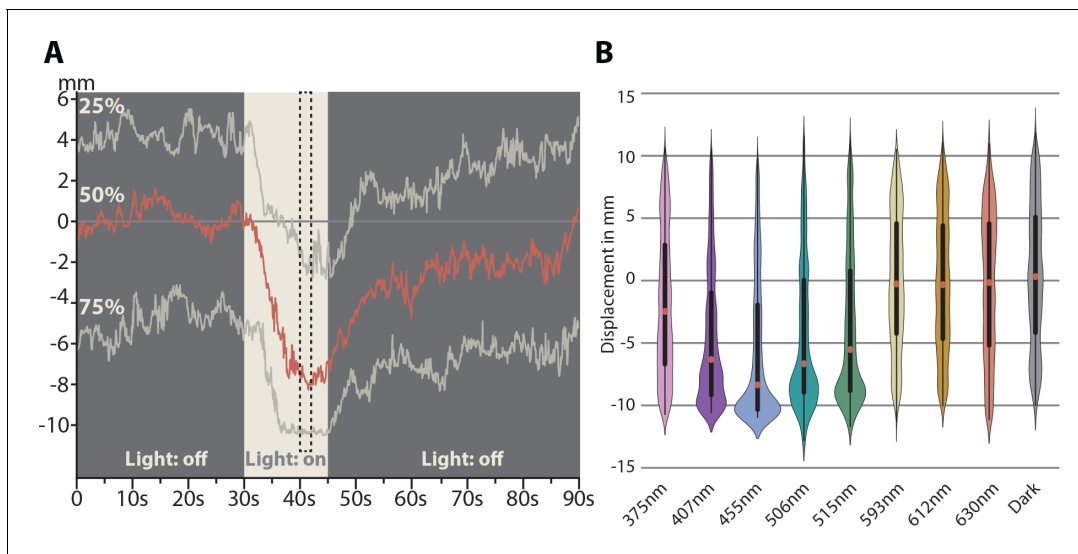 A
mm
6
4
2
0
-2
-4
-6
-8
-10
25%
50%
75%
Light: off
Light: on
Light: off
0
10s
20s
30s
40s
50s
60s
70s
80s
90s
B
Displacement in mm
15
10
5
0
-5
-10
-15
375nm
407nm
455nm
506nm
515nm
593nm
612nm
630nm
Dark